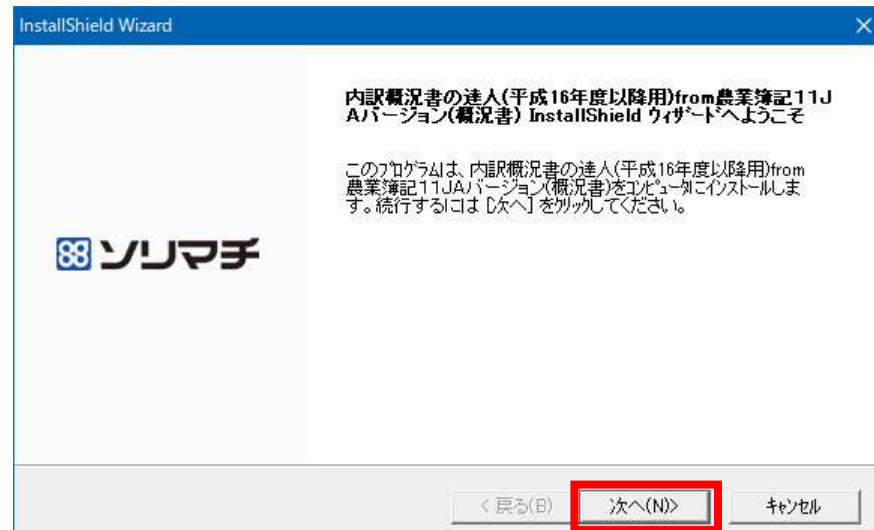 InstallShield Wizard
内訳概況書の達人(平成16年度以降用)from農業簿記11J
Aバージョン(概況書) InstallShield ウィザードへようこそ
このプログラムは、内訳概況書の達人(平成16年度以降用)from
農業簿記11JAバージョン(概況書)をコンピュータにインストールしま
す。続行するには [次へ] をクリックしてください。
ソリマチ
< 戻る(B)
次へ(N)>
キャンセル